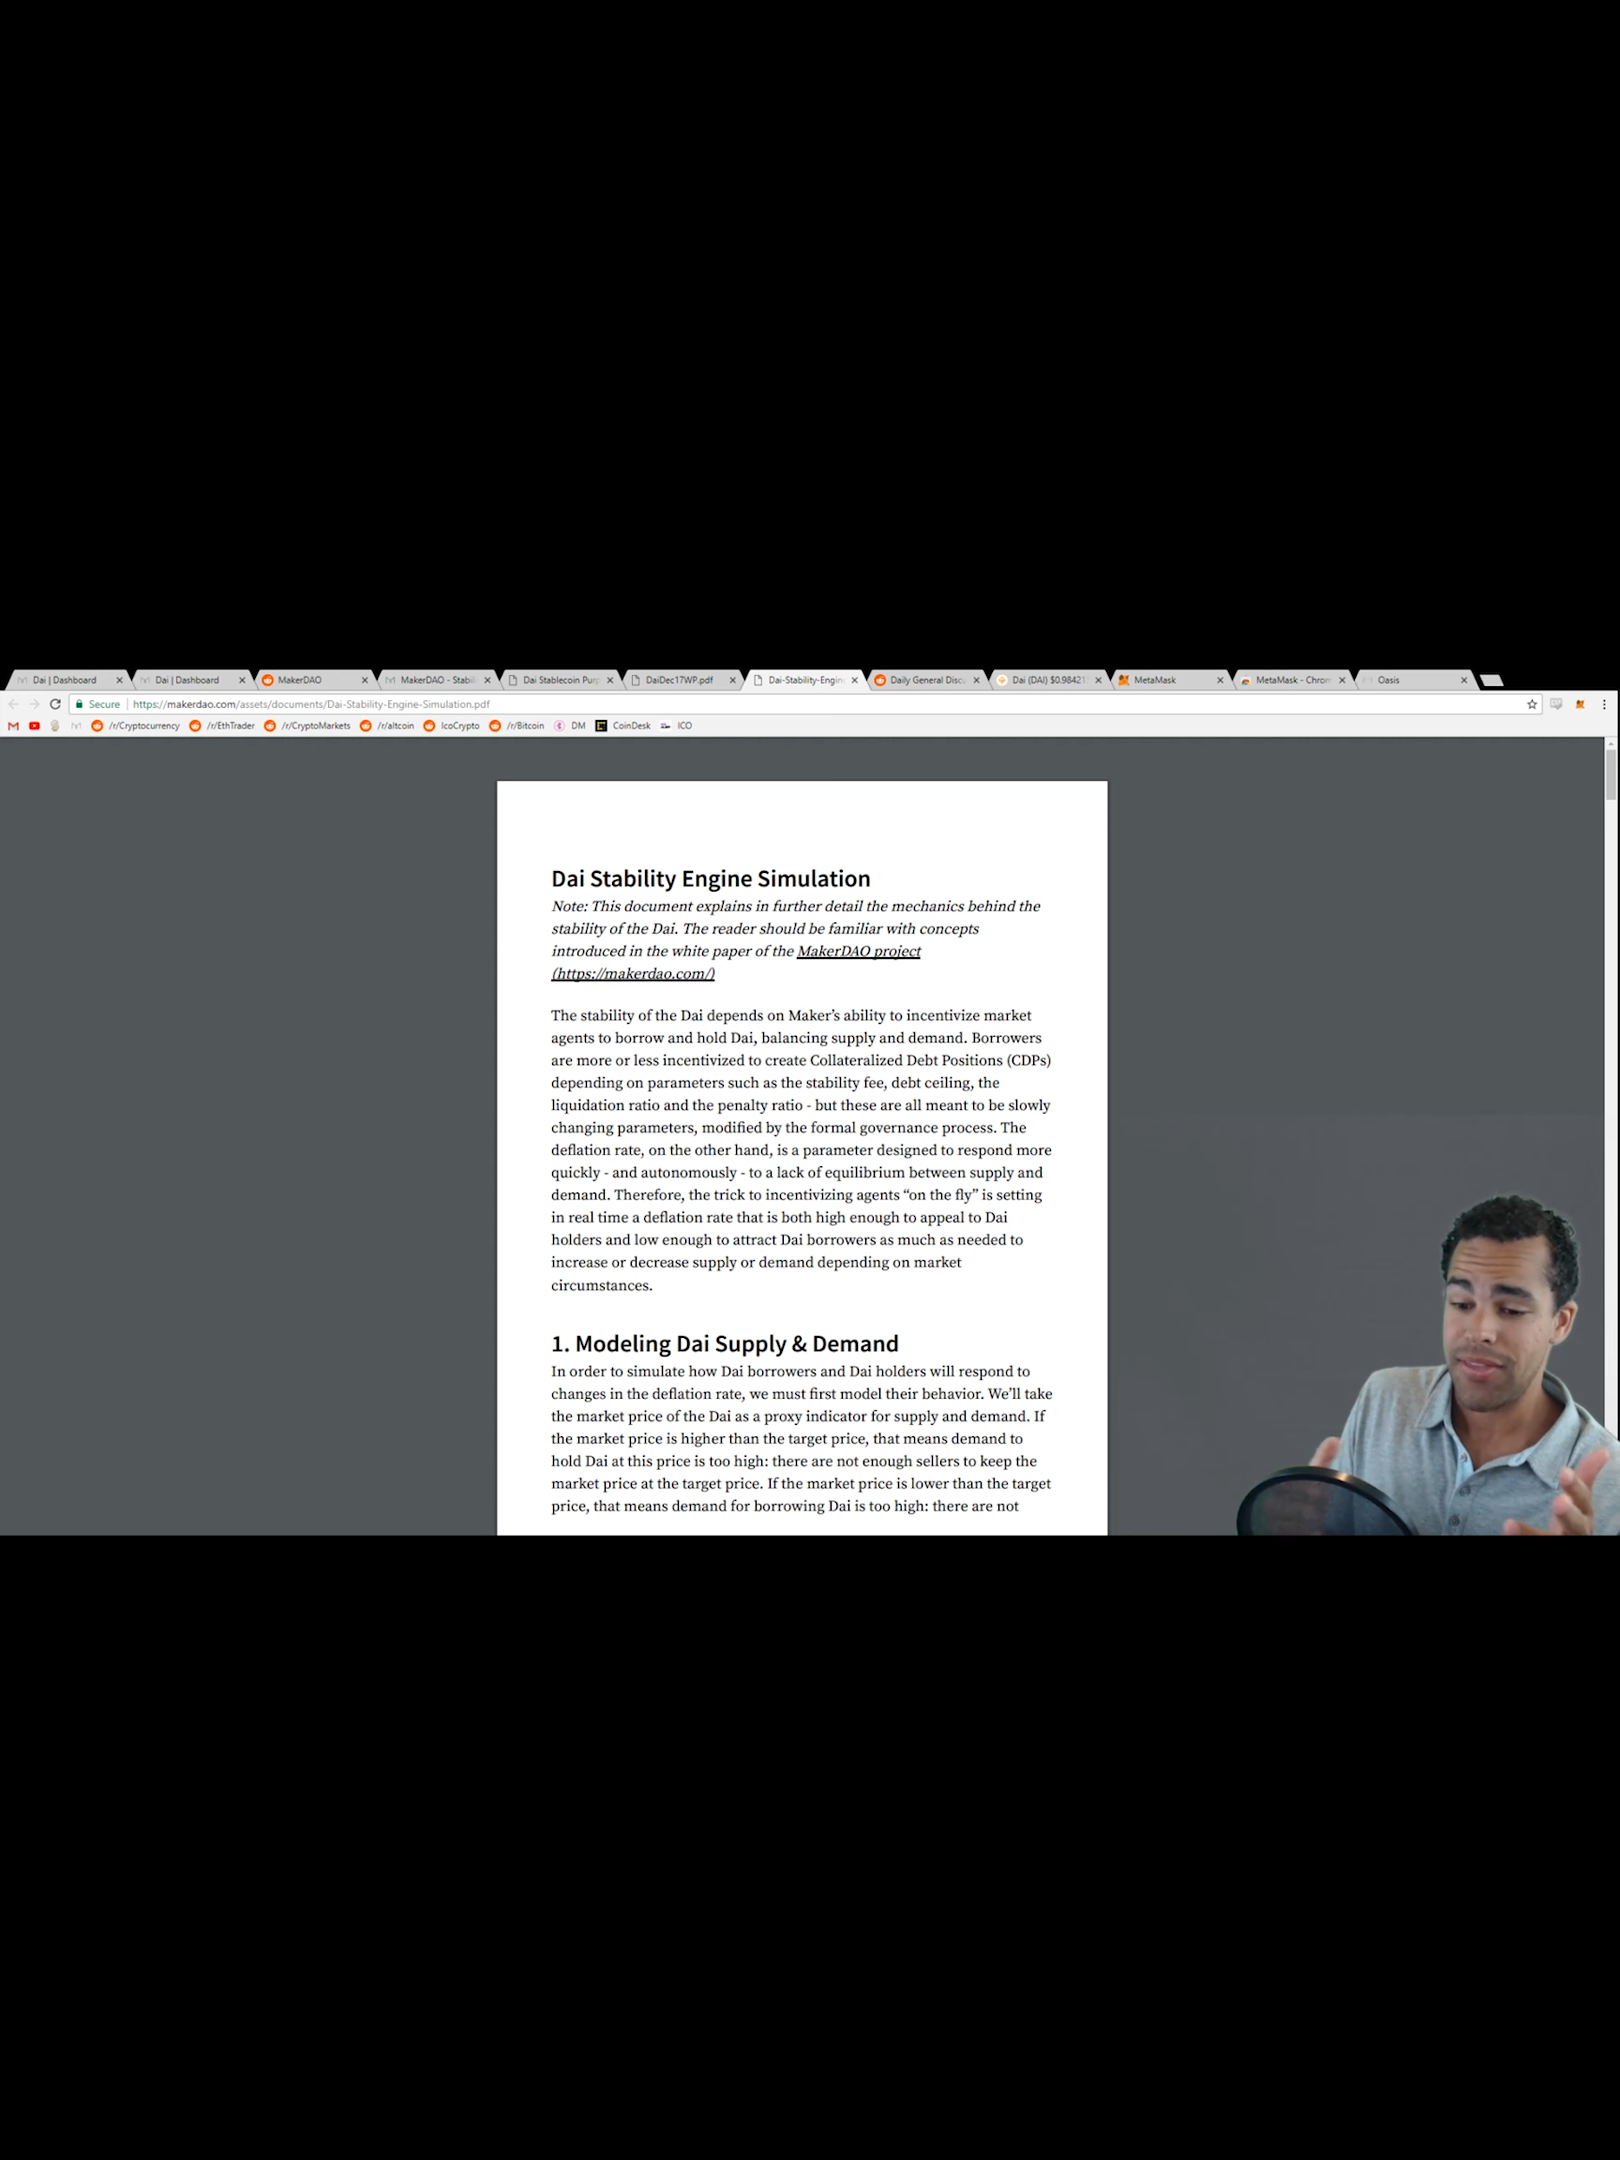 Dai | Dashboard
Dai | Dashboard
MakerDAO
MakerDAO - Stabil
Dai Stablecoin Purp
DaiDec17WP.pdf
Dai-Stability-Engin
Daily General Discu
Dai (DAI) $0.98421
MetaMask
MetaMask - Chrom
Oasis
Secure https://makerdao.com/assets/documents/Dai-Stability-Engine-Simulation.pdf
/r/Cryptocurrency /r/EthTrader /r/CryptoMarkets /r/altcoin IcoCrypto /r/Bitcoin DM CoinDesk ICO
Dai Stability Engine Simulation
Note: This document explains in further detail the mechanics behind the
stability of the Dai. The reader should be familiar with concepts
introduced in the white paper of the MakerDAO project
(https://makerdao.com/)
The stability of the Dai depends on Maker’s ability to incentivize market
agents to borrow and hold Dai, balancing supply and demand. Borrowers
are more or less incentivized to create Collateralized Debt Positions (CDPs)
depending on parameters such as the stability fee, debt ceiling, the
liquidation ratio and the penalty ratio - but these are all meant to be slowly
changing parameters, modified by the formal governance process. The
deflation rate, on the other hand, is a parameter designed to respond more
quickly - and autonomously - to a lack of equilibrium between supply and
demand. Therefore, the trick to incentivizing agents “on the fly” is setting
in real time a deflation rate that is both high enough to appeal to Dai
holders and low enough to attract Dai borrowers as much as needed to
increase or decrease supply or demand depending on market
circumstances.
1. Modeling Dai Supply & Demand
In order to simulate how Dai borrowers and Dai holders will respond to
changes in the deflation rate, we must first model their behavior. We’ll take
the market price of the Dai as a proxy indicator for supply and demand. If
the market price is higher than the target price, that means demand to
hold Dai at this price is too high: there are not enough sellers to keep the
market price at the target price. If the market price is lower than the target
price, that means demand for borrowing Dai is too high: there are not